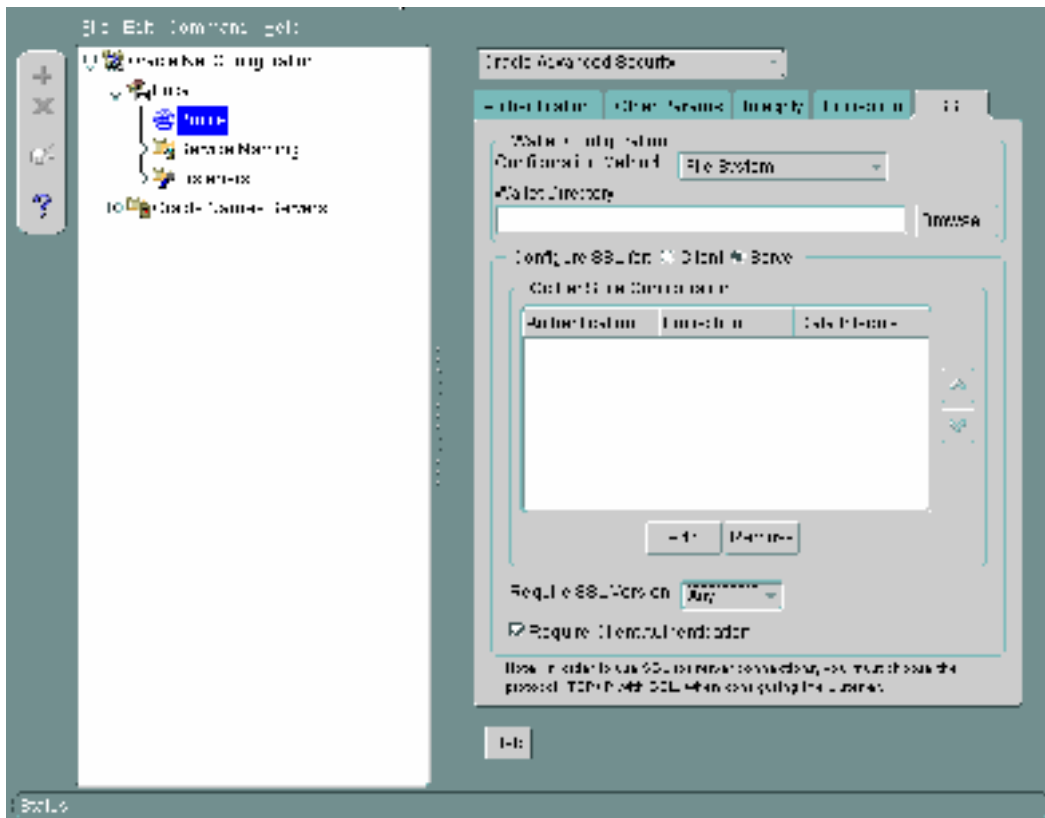 File Edit Command Help
Oracle Net Configuration
Local
Profile
Service Naming
Listeners
Oracle Names Servers
Oracle Advanced Security
Authentication Other Params Integrity Encryption SSL
Wallet Configuration
Configuration Method: File System
Wallet Directory
Browse
Configure SSL for: Client Server
Cipher Suite Configuration
Authentication Encryption Data Integrity
Remove
Require SSL Version Any
Require Client Authentication
Note: In order to use SSL for server connections, you must choose the
protocol "TCP/IP with SSL" when configuring the Listener.
Help
Status